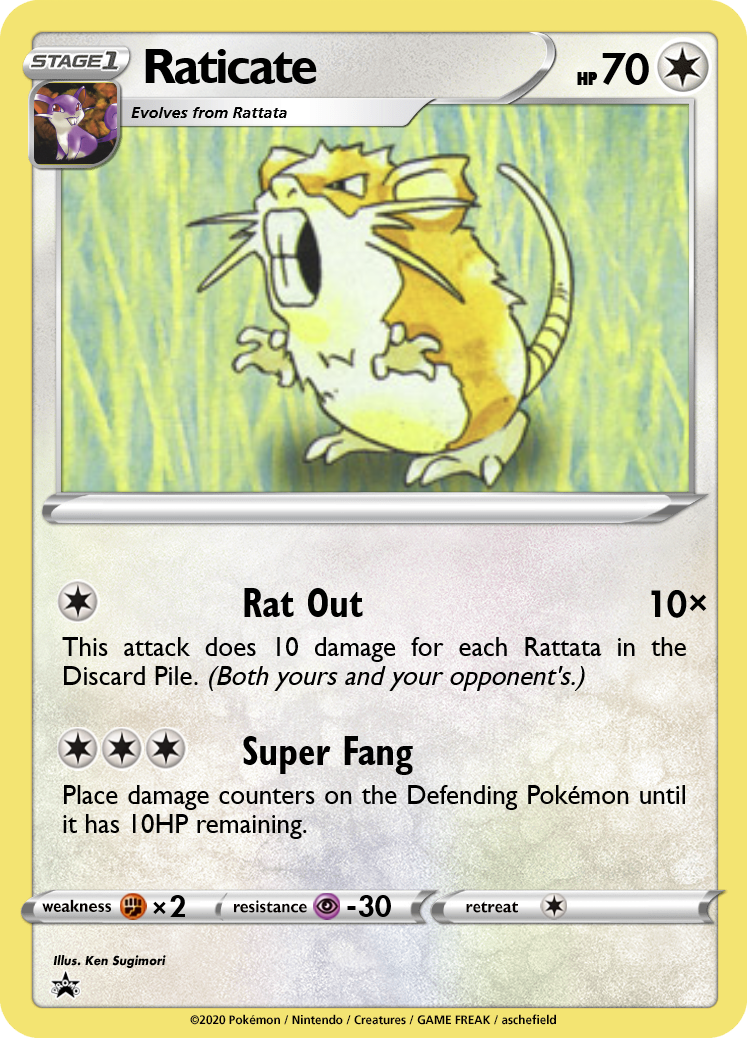 STAGE1
Raticate
HP 70
Evolves from Rattata
Rat Out 10×
This attack does 10 damage for each Rattata in the
Discard Pile. (Both yours and your opponent's.)
Super Fang
Place damage counters on the Defending Pokémon until
it has 10HP remaining.
weakness ×2 resistance -30 retreat
Illus. Ken Sugimori
©2020 Pokémon / Nintendo / Creatures / GAME FREAK / aschefield